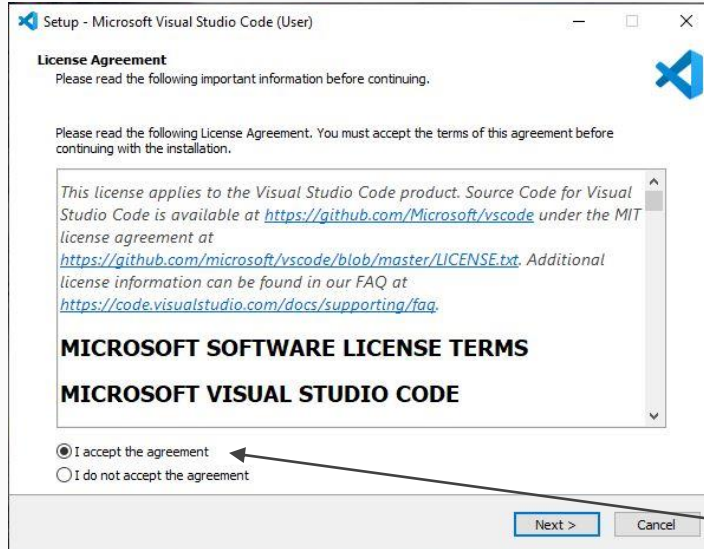 Setup - Microsoft Visual Studio Code (User)
License Agreement
Please read the following important information before continuing.
Please read the following License Agreement. You must accept the terms of this agreement before
continuing with the installation.
This license applies to the Visual Studio Code product. Source Code for Visual
Studio Code is available at https://github.com/Microsoft/vscode under the MIT
license agreement at
https://github.com/microsoft/vscode/blob/master/LICENSE.txt. Additional
license information can be found in our FAQ at
https://code.visualstudio.com/docs/supporting/faq.
MICROSOFT SOFTWARE LICENSE TERMS
MICROSOFT VISUAL STUDIO CODE
I accept the agreement
I do not accept the agreement
Next >
Cancel